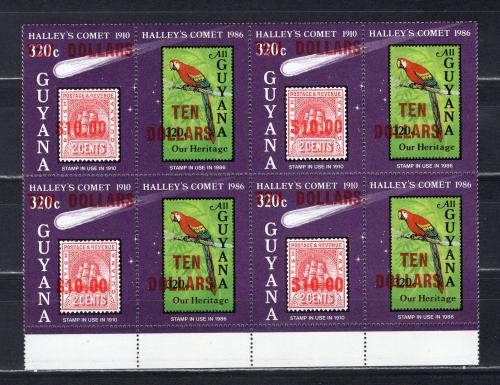 HALLEY'S COMET 1910
320c DOLLARS
GUYANA
POSTAGE & REVENUE
$10.00
2 CENTS
STAMP IN USE IN 1910
HALLEY'S COMET 1986
All
GUYANA
TEN
320
DOLLARS
Our Heritage
STAMP IN USE IN 1986
HALLEY'S COMET 1910
320c DOLLARS
GUYANA
POSTAGE & REVENUE
$10.00
2 CENTS
STAMP IN USE IN 1910
HALLEY'S COMET 1986
All
GUYANA
TEN
320
DOLLARS
Our Heritage
STAMP IN USE IN 1986
HALLEY'S COMET 1910
320c DOLLARS
GUYANA
POSTAGE & REVENUE
$10.00
2 CENTS
STAMP IN USE IN 1910
HALLEY'S COMET 1986
All
GUYANA
TEN
320
DOLLARS
Our Heritage
STAMP IN USE IN 1986
HALLEY'S COMET 1910
320c DOLLARS
GUYANA
POSTAGE & REVENUE
$10.00
2 CENTS
STAMP IN USE IN 1910
HALLEY'S COMET 1986
All
GUYANA
TEN
320
DOLLARS
Our Heritage
STAMP IN USE IN 1986